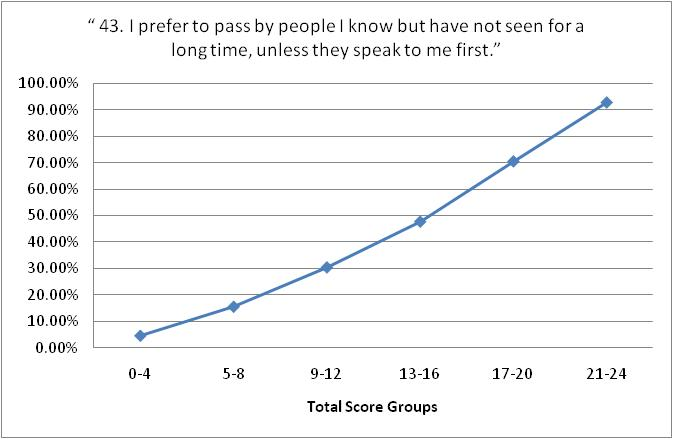 “ 43. I prefer to pass by people I know but have not seen for a
long time, unless they speak to me first.”
100.00%
90.00%
80.00%
70.00%
60.00%
50.00%
40.00%
30.00%
20.00%
10.00%
0.00%
0-4 5-8 9-12 13-16 17-20 21-24
Total Score Groups